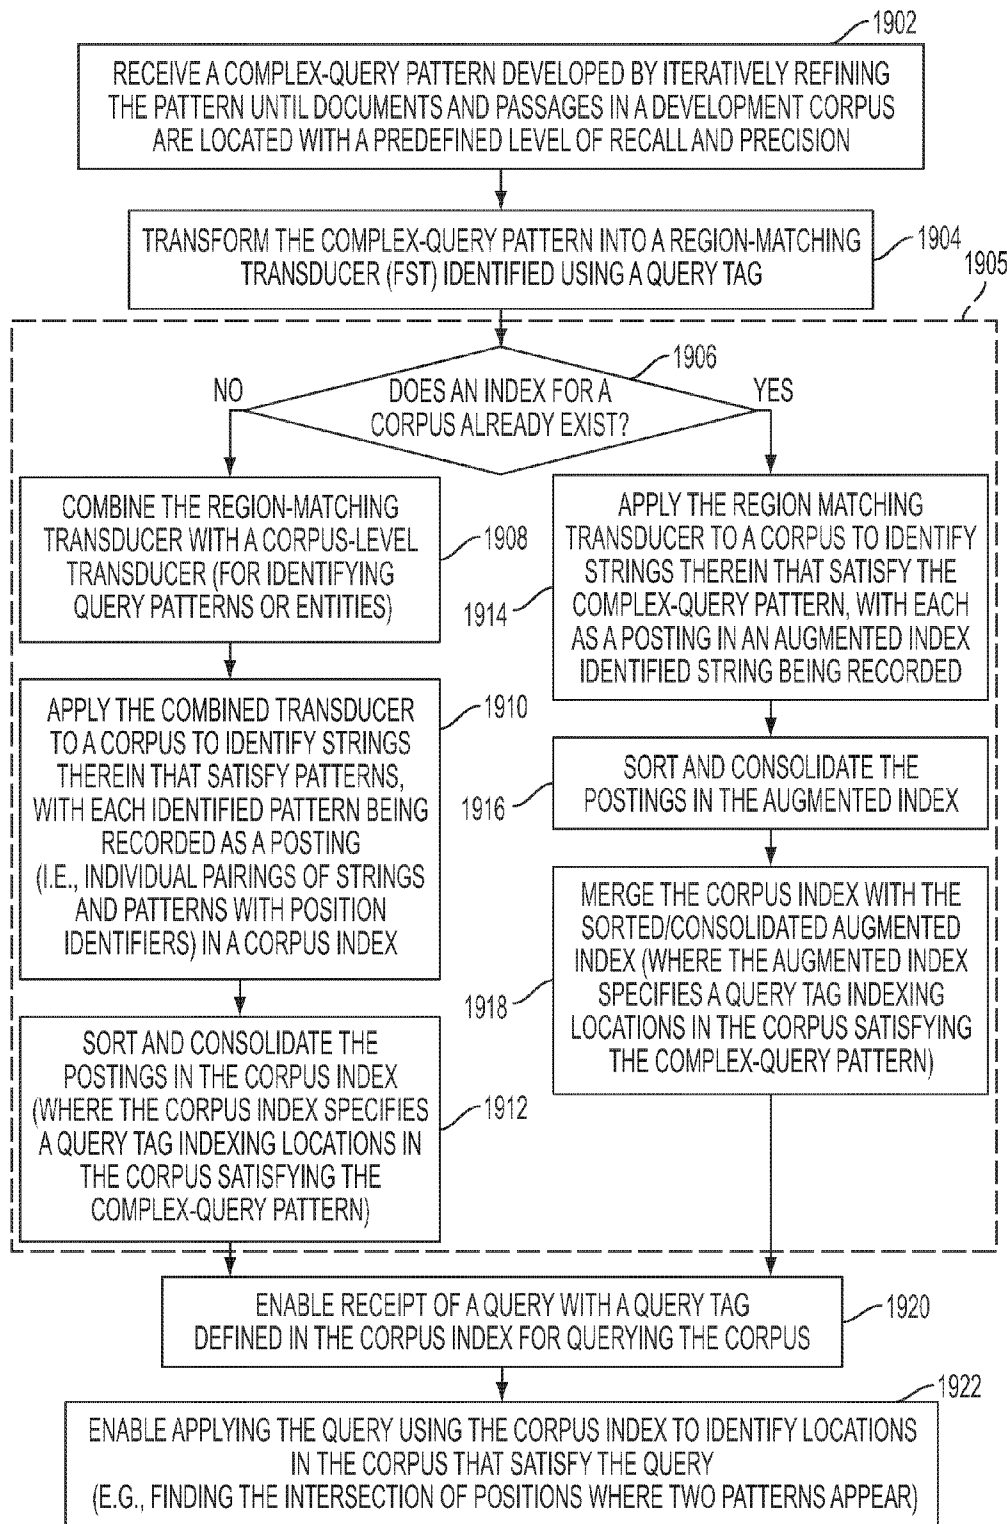 1902
RECEIVE A COMPLEX-QUERY PATTERN DEVELOPED BY ITERATIVELY REFINING
THE PATTERN UNTIL DOCUMENTS AND PASSAGES IN A DEVELOPMENT CORPUS
ARE LOCATED WITH A PREDEFINED LEVEL OF RECALL AND PRECISION
TRANSFORM THE COMPLEX-QUERY PATTERN INTO A REGION-MATCHING
TRANSDUCER (FST) IDENTIFIED USING A QUERY TAG
1904
1905
1906
NO
DOES AN INDEX FOR A
CORPUS ALREADY EXIST?
YES
COMBINE THE REGION-MATCHING
TRANSDUCER WITH A CORPUS-LEVEL
TRANSDUCER (FOR IDENTIFYING
QUERY PATTERNS OR ENTITIES)
1908
APPLY THE COMBINED TRANSDUCER
TO A CORPUS TO IDENTIFY STRINGS
THEREIN THAT SATISFY PATTERNS,
WITH EACH IDENTIFIED PATTERN BEING
RECORDED AS A POSTING
(I.E., INDIVIDUAL PAIRINGS OF STRINGS
AND PATTERNS WITH POSITION
IDENTIFIERS) IN A CORPUS INDEX
1910
SORT AND CONSOLIDATE THE
POSTINGS IN THE CORPUS INDEX
(WHERE THE CORPUS INDEX SPECIFIES
A QUERY TAG INDEXING LOCATIONS IN
THE CORPUS SATISFYING THE
COMPLEX-QUERY PATTERN)
1912
APPLY THE REGION MATCHING
TRANSDUCER TO A CORPUS TO IDENTIFY
STRINGS THEREIN THAT SATISFY THE
COMPLEX-QUERY PATTERN, WITH EACH
AS A POSTING IN AN AUGMENTED INDEX
IDENTIFIED STRING BEING RECORDED
1914
SORT AND CONSOLIDATE THE
POSTINGS IN THE AUGMENTED INDEX
1916
MERGE THE CORPUS INDEX WITH THE
SORTED/CONSOLIDATED AUGMENTED
INDEX (WHERE THE AUGMENTED INDEX
SPECIFIES A QUERY TAG INDEXING
LOCATIONS IN THE CORPUS SATISFYING
THE COMPLEX-QUERY PATTERN)
1918
ENABLE RECEIPT OF A QUERY WITH A QUERY TAG
DEFINED IN THE CORPUS INDEX FOR QUERYING THE CORPUS
1920
1922
ENABLE APPLYING THE QUERY USING THE CORPUS INDEX TO IDENTIFY LOCATIONS
IN THE CORPUS THAT SATISFY THE QUERY
(E.G., FINDING THE INTERSECTION OF POSITIONS WHERE TWO PATTERNS APPEAR)